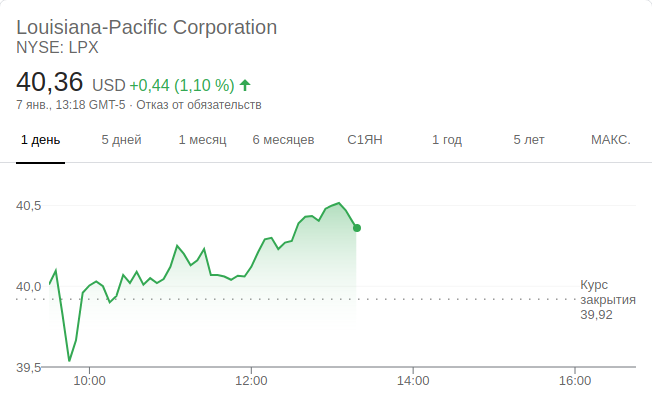 Louisiana-Pacific Corporation
NYSE: LPX
40,36 USD +0,44 (1,10 %)
7 янв., 13:18 GMT-5 · Отказ от обязательств
1 день 5 дней 1 месяц 6 месяцев С1ЯН 1 год 5 лет МАКС.
40,5
40,0
Курс
закрытия
39,92
39,5
10:00 12:00 14:00 16:00